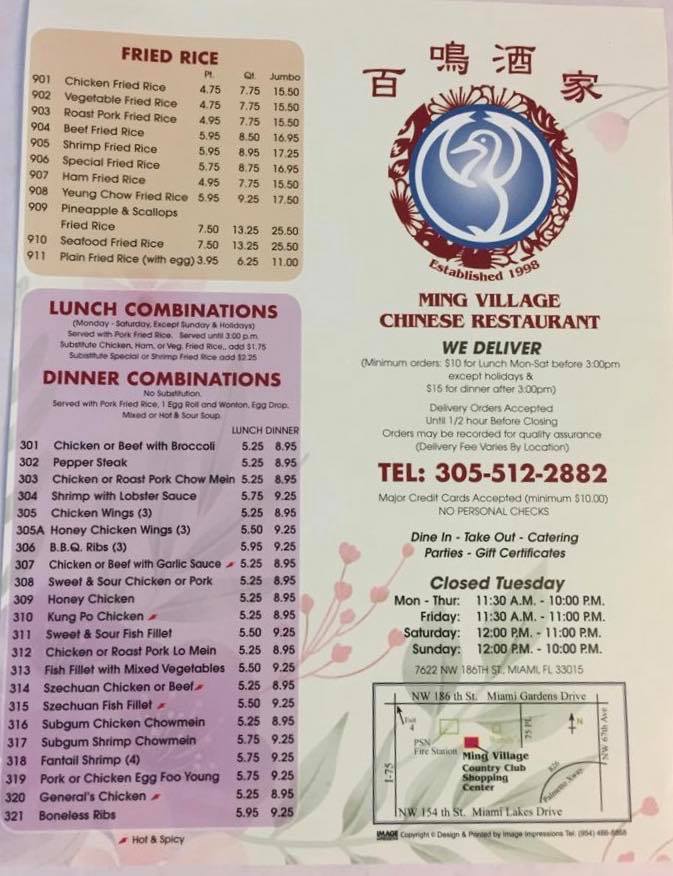 FRIED RICE
Pt. Qt. Jumbo
901 Chicken Fried Rice 4.75 7.75 15.50
902 Vegetable Fried Rice 4.75 7.75 15.50
903 Roast Pork Fried Rice 4.95 7.75 15.50
904 Beef Fried Rice 5.95 8.50 16.95
905 Shrimp Fried Rice 5.95 8.95 17.25
906 Special Fried Rice 5.75 8.75 16.95
907 Ham Fried Rice 4.95 7.75 15.50
908 Yeung Chow Fried Rice 5.95 9.25 17.50
909 Pineapple & Scallops
Fried Rice 7.50 13.25 25.50
910 Seafood Fried Rice 7.50 13.25 25.50
911 Plain Fried Rice (with egg) 3.95 6.25 11.00
LUNCH COMBINATIONS
(Monday - Saturday, Except Sunday & Holidays)
Served with Pork Fried Rice. Served until 3:00 p.m.
Substitute Chicken, Ham, or Veg. Fried Rice., add $1.75
Substitute Special or Shrimp Fried Rice add $2.25
DINNER COMBINATIONS
No Substitution.
Served with Pork Fried Rice, 1 Egg Roll and Wonton, Egg Drop,
Mixed or Hot & Sour Soup.
LUNCH DINNER
301 Chicken or Beef with Broccoli 5.25 8.95
302 Pepper Steak 5.25 8.95
303 Chicken or Roast Pork Chow Mein 5.25 8.95
304 Shrimp with Lobster Sauce 5.75 9.25
305 Chicken Wings (3) 5.25 8.95
305A Honey Chicken Wings (3) 5.50 9.25
306 B.B.Q. Ribs (3) 5.95 9.25
307 Chicken or Beef with Garlic Sauce 5.25 8.95
308 Sweet & Sour Chicken or Pork 5.25 8.95
309 Honey Chicken 5.25 8.95
310 Kung Po Chicken 5.25 8.95
311 Sweet & Sour Fish Fillet 5.50 9.25
312 Chicken or Roast Pork Lo Mein 5.25 8.95
313 Fish Fillet with Mixed Vegetables 5.50 9.25
314 Szechuan Chicken or Beef 5.25 8.95
315 Szechuan Fish Fillet 5.50 9.25
316 Subgum Chicken Chowmein 5.25 8.95
317 Subgum Shrimp Chowmein 5.75 9.25
318 Fantail Shrimp (4) 5.75 9.25
319 Pork or Chicken Egg Foo Young 5.75 9.25
320 General's Chicken 5.25 8.95
321 Boneless Ribs 5.95 9.25
Hot & Spicy
百鳴酒家
Established 1998
MING VILLAGE
CHINESE RESTAURANT
WE DELIVER
(Minimum orders: $10 for Lunch Mon-Sat before 3:00pm
except holidays &
$15 for dinner after 3:00pm)
Delivery Orders Accepted
Until 1/2 hour Before Closing
Orders may be recorded for quality assurance
(Delivery Fee Varies By Location)
TEL: 305-512-2882
Major Credit Cards Accepted (minimum $10.00)
NO PERSONAL CHECKS
Dine In - Take Out - Catering
Parties - Gift Certificates
Closed Tuesday
Mon - Thur: 11:30 A.M. - 10:00 P.M.
Friday: 11:30 A.M. - 11:00 P.M.
Saturday: 12:00 P.M. - 11:00 P.M.
Sunday: 12:00 P.M. - 10:00 P.M.
7622 NW 186TH ST., MIAMI, FL 33015
NW 186 th St. Miami Gardens Drive
Exit
4
75 Pl.
N
NW 67th Ave
I-75
PSN
Fire Station
Ming Village
Country Club
Shopping
Center
826
Palmetto Xway
NW 154 th St. Miami Lakes Drive
IMAGE Copyright © Design & Printed by Image Impressions Tel: (954) 486-8868